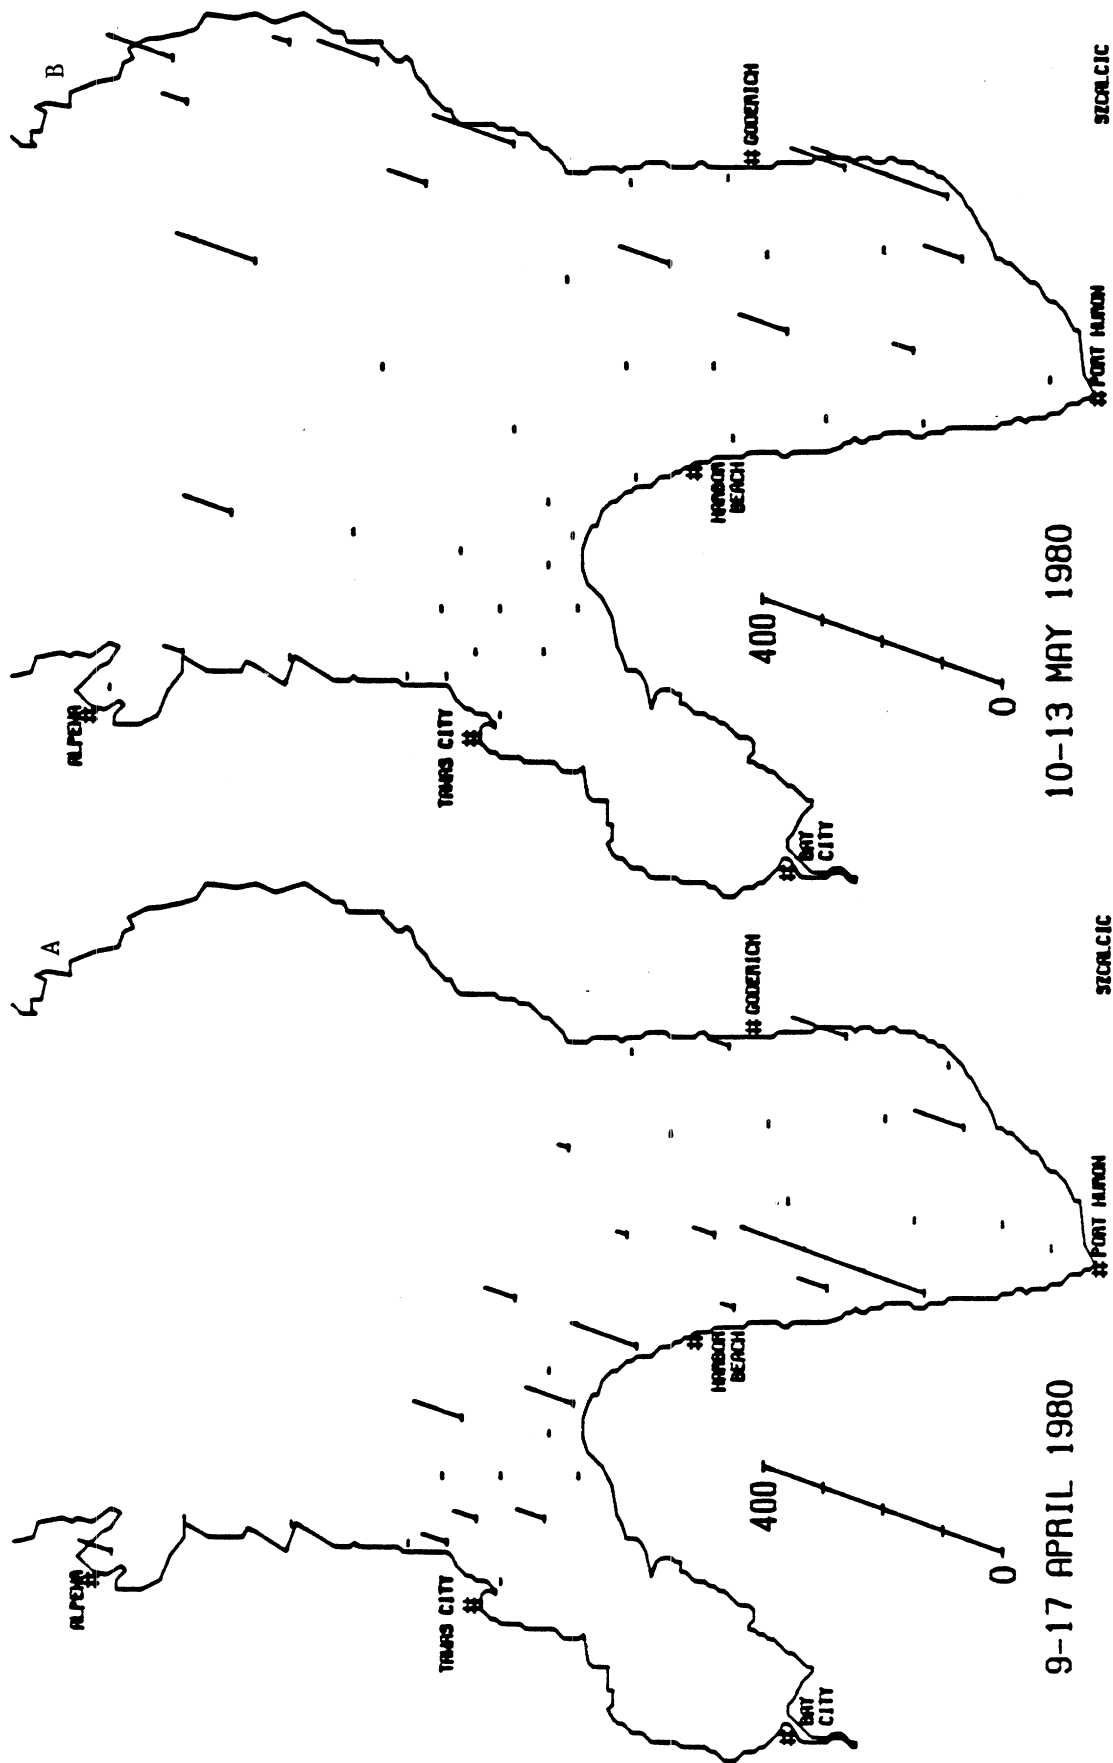 A
ALPENA
##
TAWAS CITY
##
##
BAY
CITY
##
HARBOR
BEACH
## GODERICH
400
0
## PORT HURON
9-17 APRIL 1980
SZCALCIC
B
ALPENA
##
TAWAS CITY
##
##
BAY
CITY
##
HARBOR
BEACH
## GODERICH
400
0
## PORT HURON
10-13 MAY 1980
SZCALCIC